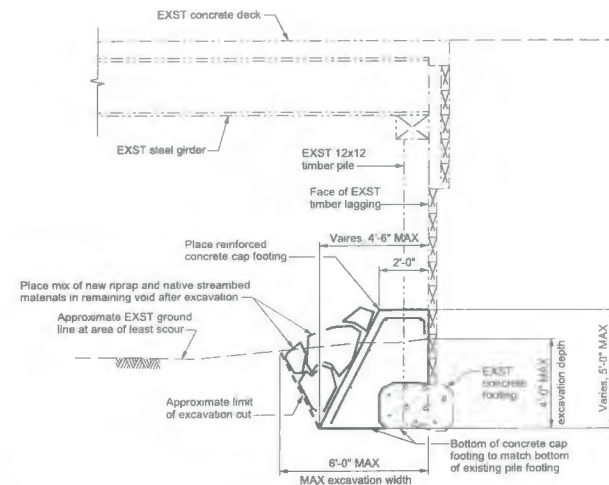 EXST concrete deck
EXST steel girder
EXST 12x12
timber pile
Face of EXST
timber lagging
Vaires, 4'-6" MAX
Place reinforced
concrete cap footing
2'-0"
Place mix of new riprap and native streambed
materials in remaining void after excavation
Approximate EXST ground
line at area of least scour
EXST
concrete
footing
4'-0" MAX
excavation depth
Varies, 5'-0" MAX
Approximate limit
of excavation cut
Bottom of concrete cap
footing to match bottom
of existing pile footing
6'-0" MAX
MAX excavation width